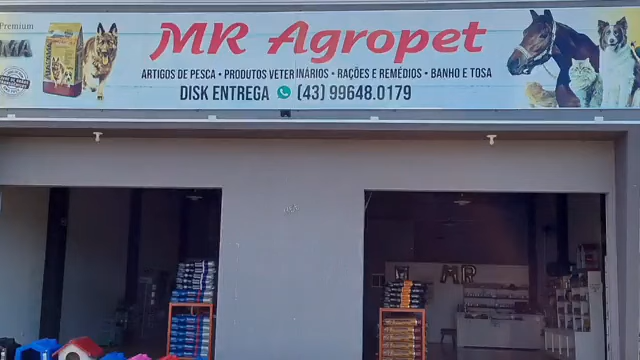 Premium
MR Agropet
ARTIGOS DE PESCA • PRODUTOS VETERINÁRIOS • RAÇÕES E REMÉDIOS • BANHO E TOSA
DISK ENTREGA (43) 99648.0179
MR